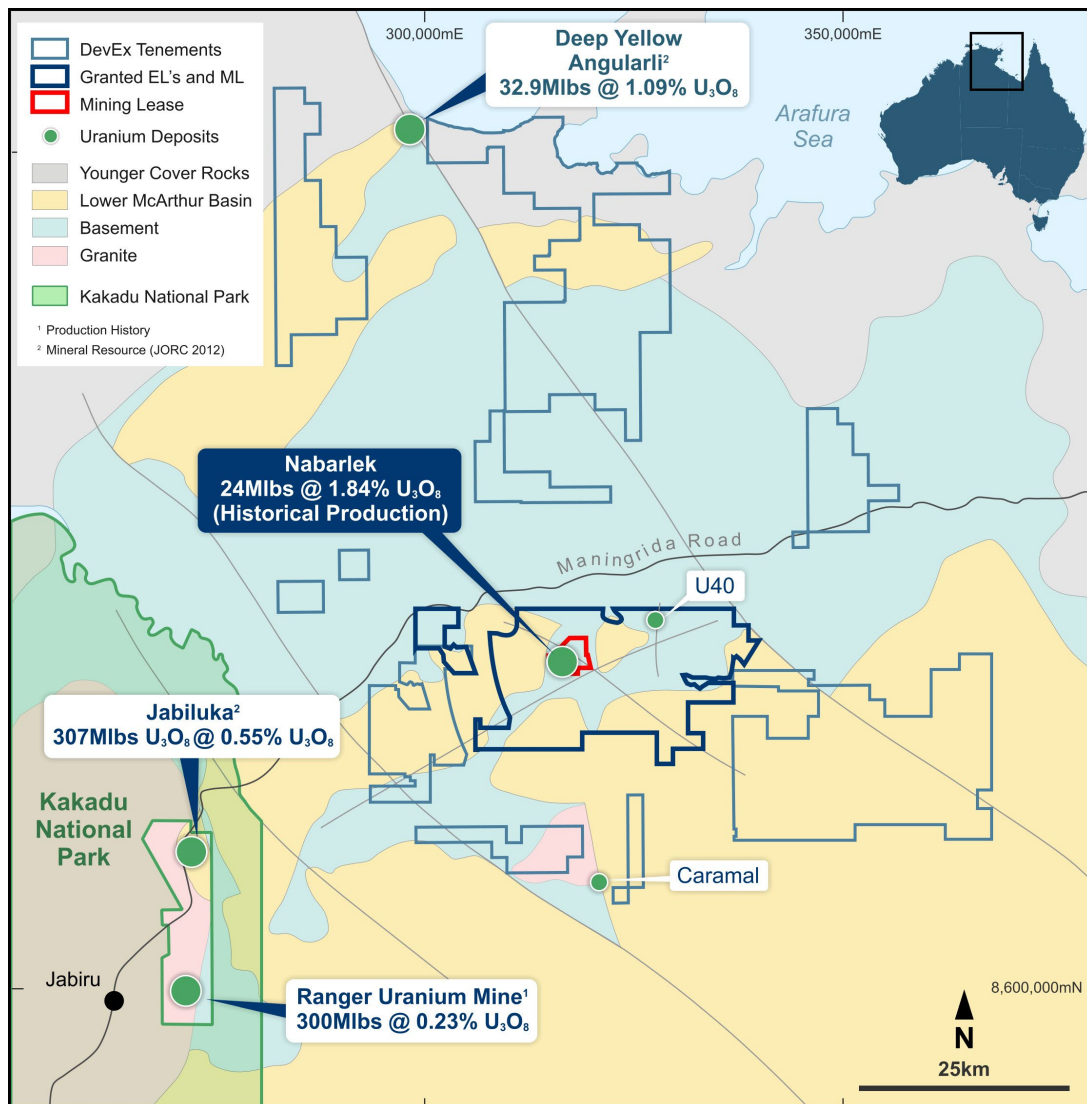 DevEx Tenements
Granted EL's and ML
Mining Lease
Uranium Deposits
Younger Cover Rocks
Lower McArthur Basin
Basement
Granite
Kakadu National Park
¹ Production History
² Mineral Resource (JORC 2012)
300,000mE
350,000mE
Deep Yellow
Angularli²
32.9Mlbs @ 1.09% U₃O₈
Arafura
Sea
Nabarlek
24Mlbs @ 1.84% U₃O₈
(Historical Production)
Maningrida Road
U40
Jabiluka²
307Mlbs U₃O₈ @ 0.55% U₃O₈
Kakadu
National
Park
Caramal
Jabiru
Ranger Uranium Mine¹
300Mlbs @ 0.23% U₃O₈
8,600,000mN
N
25km